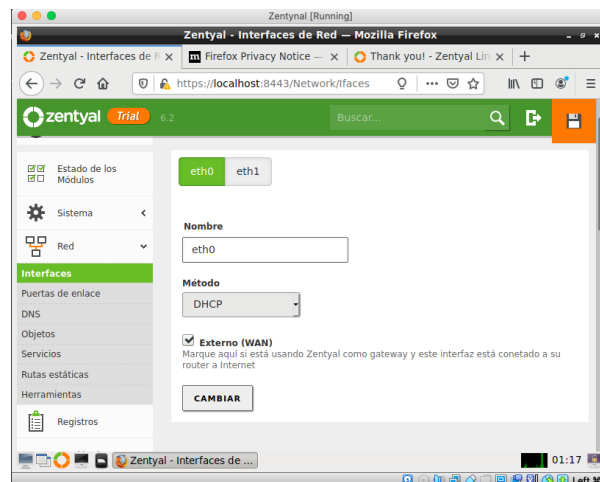 Zentynal [Running]
Zentyal - Interfaces de Red — Mozilla Firefox
Zentyal - Interfaces de R
Firefox Privacy Notice —
Thank you! - Zentyal Lin
https://localhost:8443/Network/Ifaces
zentyal Trial 6.2
Buscar...
Estado de los
Módulos
Sistema
Red
Interfaces
Puertas de enlace
DNS
Objetos
Servicios
Rutas estáticas
Herramientas
Registros
eth0 eth1
Nombre
eth0
Método
DHCP
Externo (WAN)
Marque aquí si está usando Zentyal como gateway y este interfaz está conetado a su
router a Internet
CAMBIAR
Zentyal - Interfaces de ...
01:17
Left ⌘